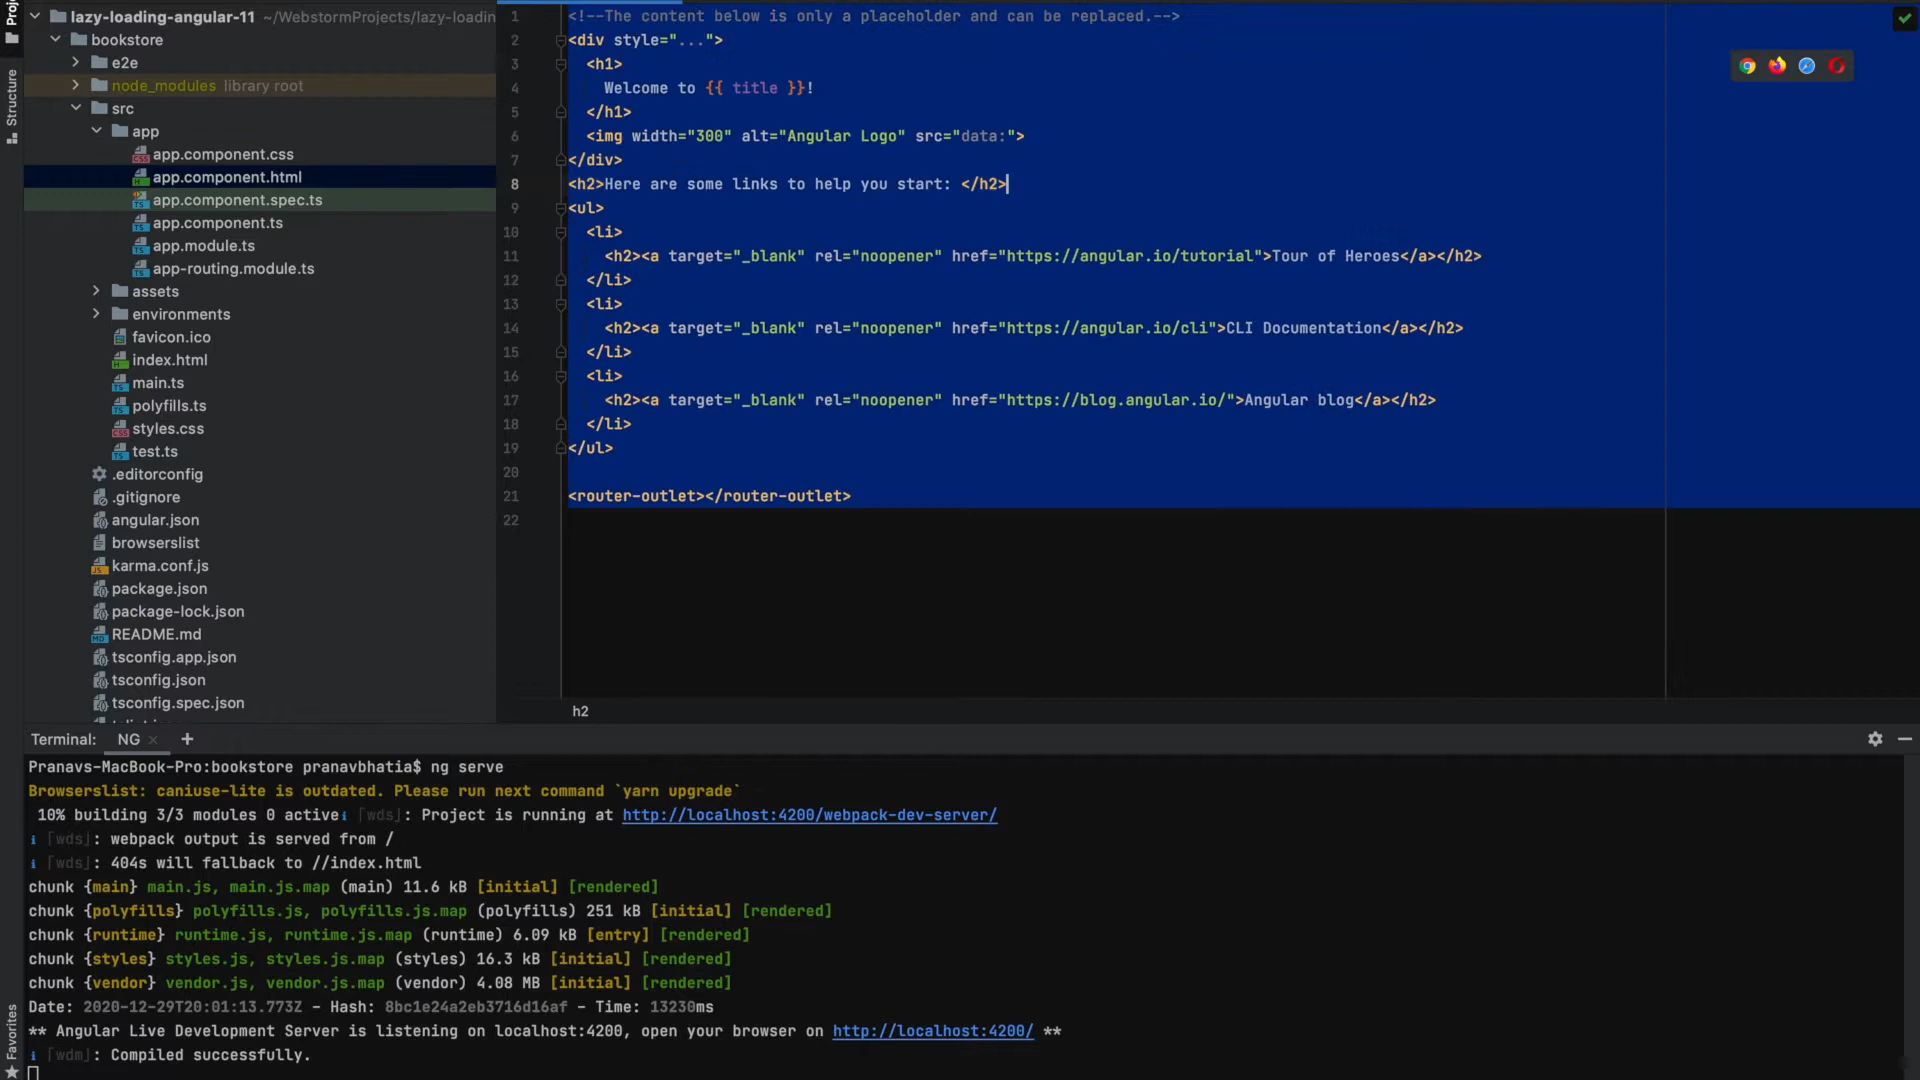 Project
Structure
Favorites
lazy-loading-angular-11 ~/WebstormProjects/lazy-loadin
bookstore
e2e
node_modules library root
src
app
app.component.css
app.component.html
app.component.spec.ts
app.component.ts
app.module.ts
app-routing.module.ts
assets
environments
favicon.ico
index.html
main.ts
polyfills.ts
styles.css
test.ts
.editorconfig
.gitignore
angular.json
browserslist
karma.conf.js
package.json
package-lock.json
README.md
tsconfig.app.json
tsconfig.json
tsconfig.spec.json
1 <!--The content below is only a placeholder and can be replaced.-->
2 <div style="...">
3 <h1>
4 Welcome to {{ title }}!
5 </h1>
6 <img width="300" alt="Angular Logo" src="data:">
7 </div>
8 <h2>Here are some links to help you start: </h2>
9 <ul>
10 <li>
11 <h2><a target="_blank" rel="noopener" href="https://angular.io/tutorial">Tour of Heroes</a></h2>
12 </li>
13 <li>
14 <h2><a target="_blank" rel="noopener" href="https://angular.io/cli">CLI Documentation</a></h2>
15 </li>
16 <li>
17 <h2><a target="_blank" rel="noopener" href="https://blog.angular.io/">Angular blog</a></h2>
18 </li>
19 </ul>
20
21 <router-outlet></router-outlet>
22
h2
Terminal: NG × +
Pranavs-MacBook-Pro:bookstore pranavbhatia$ ng serve
Browserslist: caniuse-lite is outdated. Please run next command `yarn upgrade`
10% building 3/3 modules 0 activeℹ ｢wds｣: Project is running at http://localhost:4200/webpack-dev-server/
ℹ ｢wds｣: webpack output is served from /
ℹ ｢wds｣: 404s will fallback to //index.html
chunk {main} main.js, main.js.map (main) 11.6 kB [initial] [rendered]
chunk {polyfills} polyfills.js, polyfills.js.map (polyfills) 251 kB [initial] [rendered]
chunk {runtime} runtime.js, runtime.js.map (runtime) 6.09 kB [entry] [rendered]
chunk {styles} styles.js, styles.js.map (styles) 16.3 kB [initial] [rendered]
chunk {vendor} vendor.js, vendor.js.map (vendor) 4.08 MB [initial] [rendered]
Date: 2020-12-29T20:01:13.773Z - Hash: 8bc1e24a2eb3716d16af - Time: 13230ms
** Angular Live Development Server is listening on localhost:4200, open your browser on http://localhost:4200/ **
ℹ ｢wdm｣: Compiled successfully.